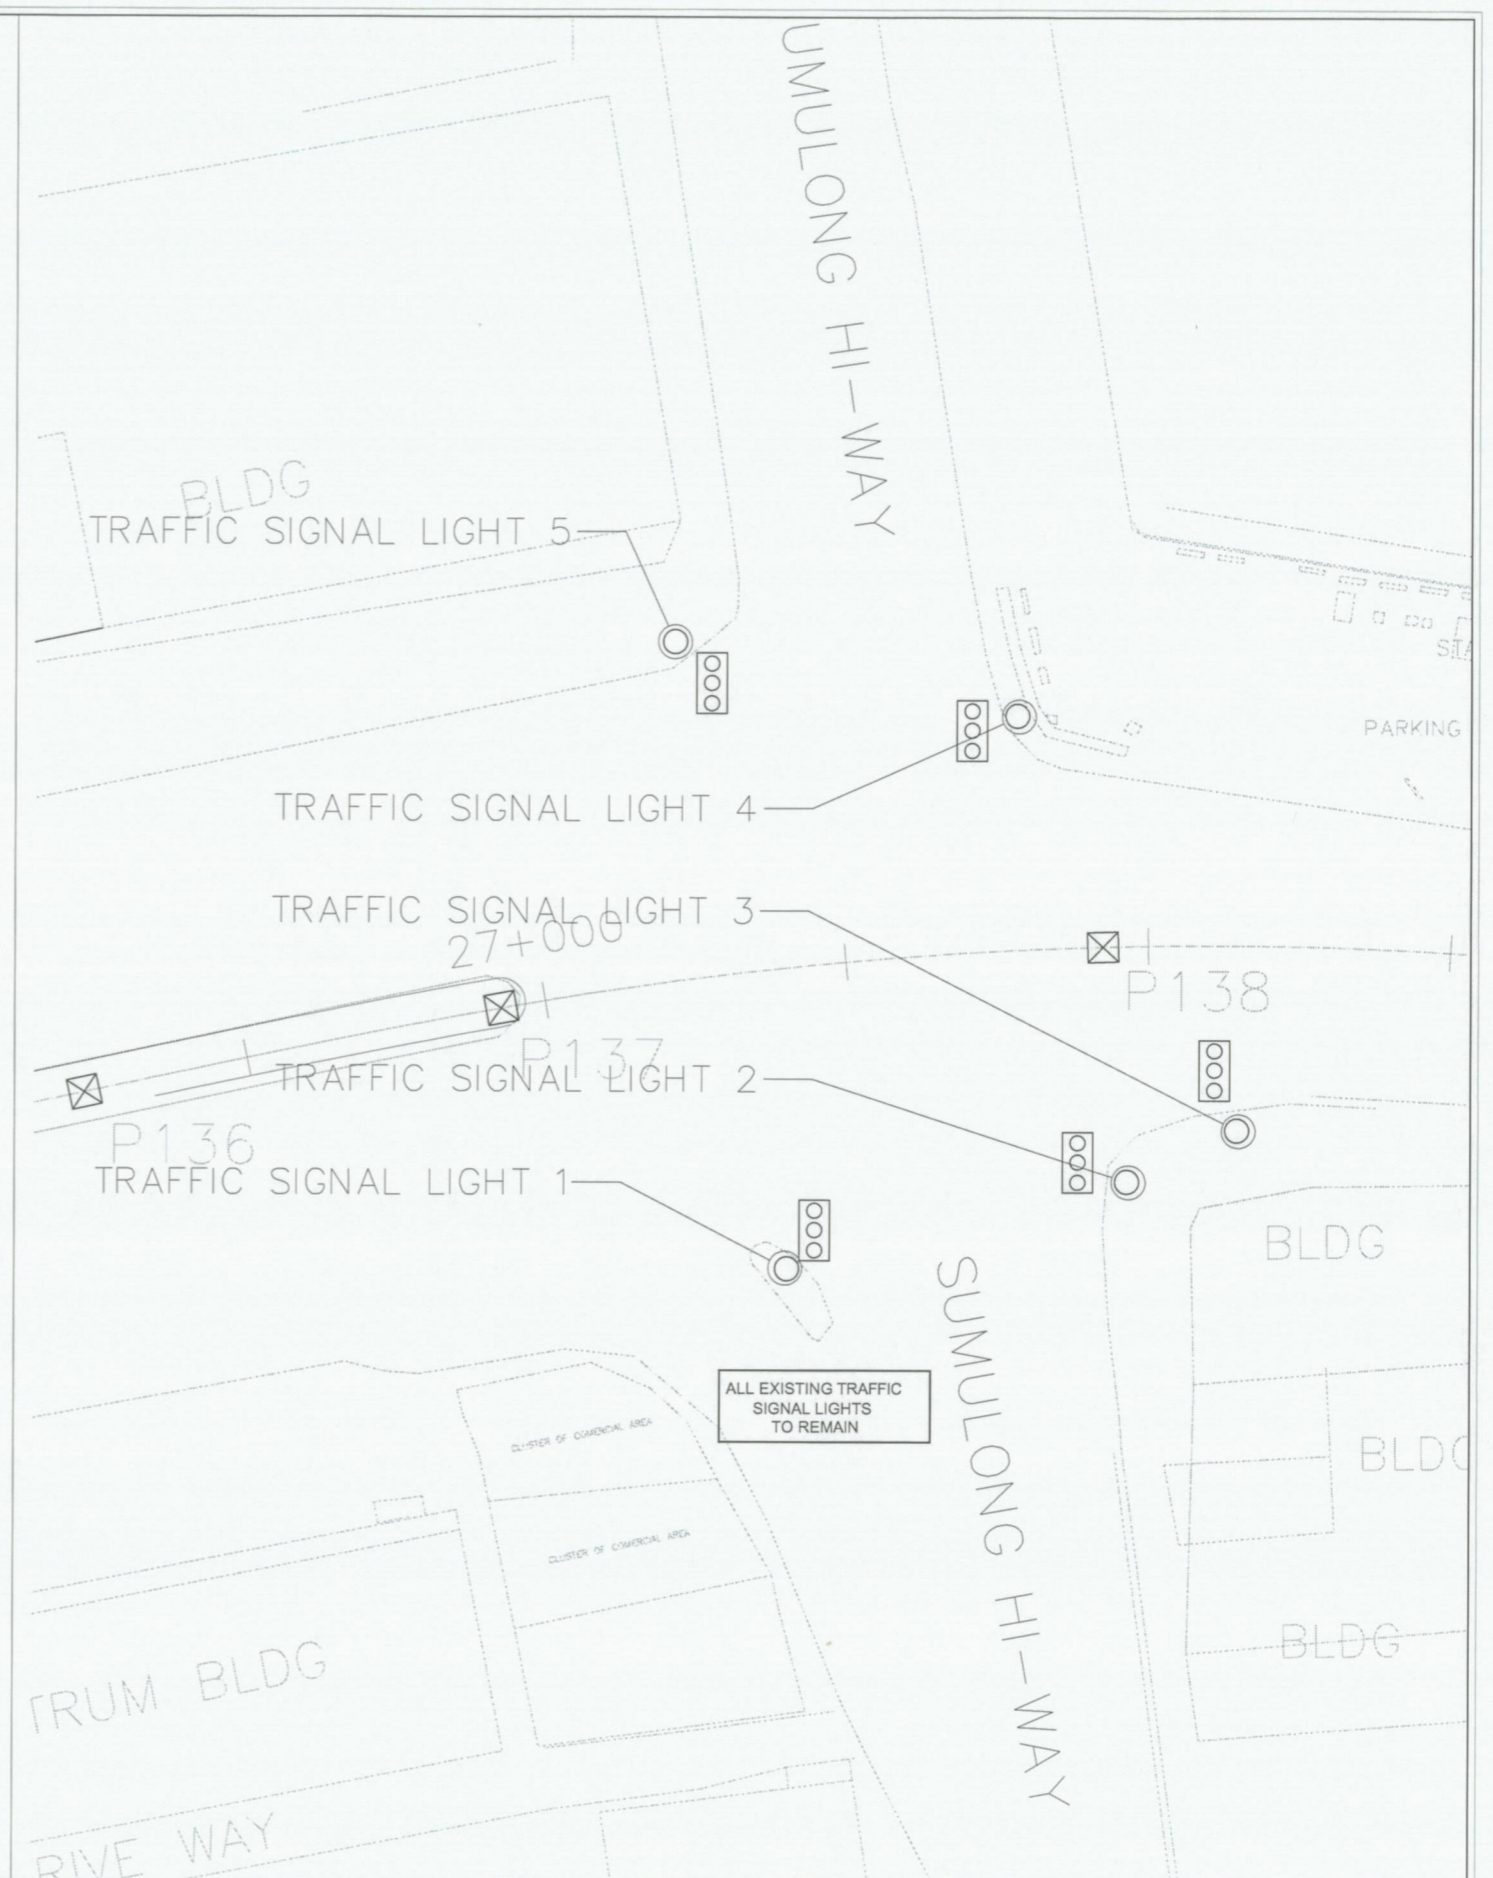 UMULONG HI-WAY
BLDG
TRAFFIC SIGNAL LIGHT 5
STA
PARKING
TRAFFIC SIGNAL LIGHT 4
TRAFFIC SIGNAL LIGHT 3
27+000
P138
P137
TRAFFIC SIGNAL LIGHT 2
P136
TRAFFIC SIGNAL LIGHT 1
BLDG
SUMULONG HI-WAY
ALL EXISTING TRAFFIC
SIGNAL LIGHTS
TO REMAIN
CLUSTER OF COMERCIAL AREA
BLDG
CLUSTER OF COMERCIAL AREA
BLDG
TRUM BLDG
RIVE WAY